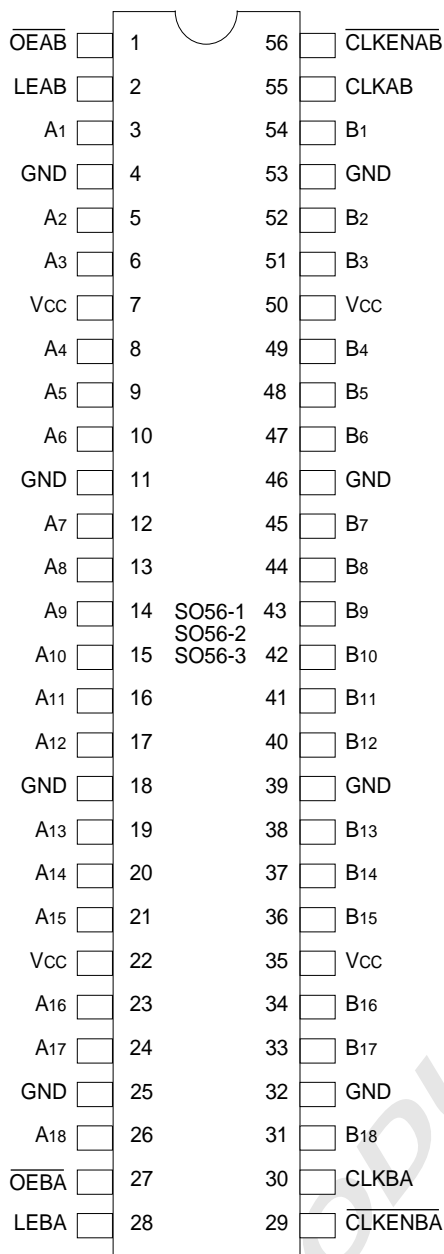 OEAB 1 56 CLKENAB
LEAB 2 55 CLKAB
A1 3 54 B1
GND 4 53 GND
A2 5 52 B2
A3 6 51 B3
VCC 7 50 VCC
A4 8 49 B4
A5 9 48 B5
A6 10 47 B6
GND 11 46 GND
A7 12 45 B7
A8 13 44 B8
A9 14 SO56-1 43 B9
SO56-2
A10 15 SO56-3 42 B10
A11 16 41 B11
A12 17 40 B12
GND 18 39 GND
A13 19 38 B13
A14 20 37 B14
A15 21 36 B15
VCC 22 35 VCC
A16 23 34 B16
A17 24 33 B17
GND 25 32 GND
A18 26 31 B18
OEBA 27 30 CLKBA
LEBA 28 29 CLKENBA